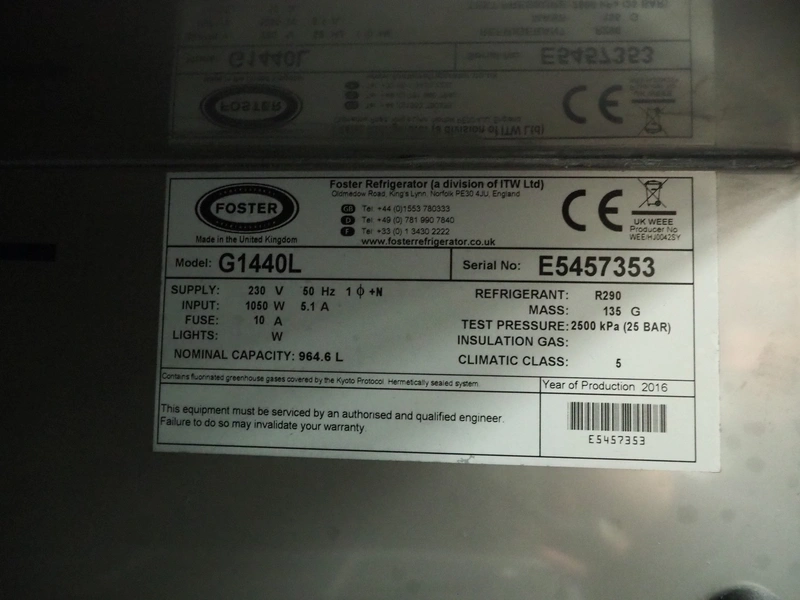 FOSTER
Made in the United Kingdom
Foster Refrigerator (a division of ITW Ltd)
Oldmedow Road, King's Lynn, Norfolk PE30 4JU, England
GB Tel: +44 (0)1553 780333
D Tel: +49 (0) 781 990 7840
F Tel: +33 (0) 1 3430 2222
www.fosterrefrigerator.co.uk
CE
UK WEEE
Producer No
WEE/HJ0042SY
Model: G1440L
Serial No: E5457353
SUPPLY: 230 V 50 Hz 1 ϕ +N
INPUT: 1050 W 5.1 A
FUSE: 10 A
LIGHTS: W
NOMINAL CAPACITY: 964.6 L
REFRIGERANT: R290
MASS: 135 G
TEST PRESSURE: 2500 kPa (25 BAR)
INSULATION GAS:
CLIMATIC CLASS: 5
Contains fluorinated greenhouse gases covered by the Kyoto Protocol. Hermetically sealed system.
Year of Production 2016
This equipment must be serviced by an authorised and qualified engineer.
Failure to do so may invalidate your warranty.
E5457353